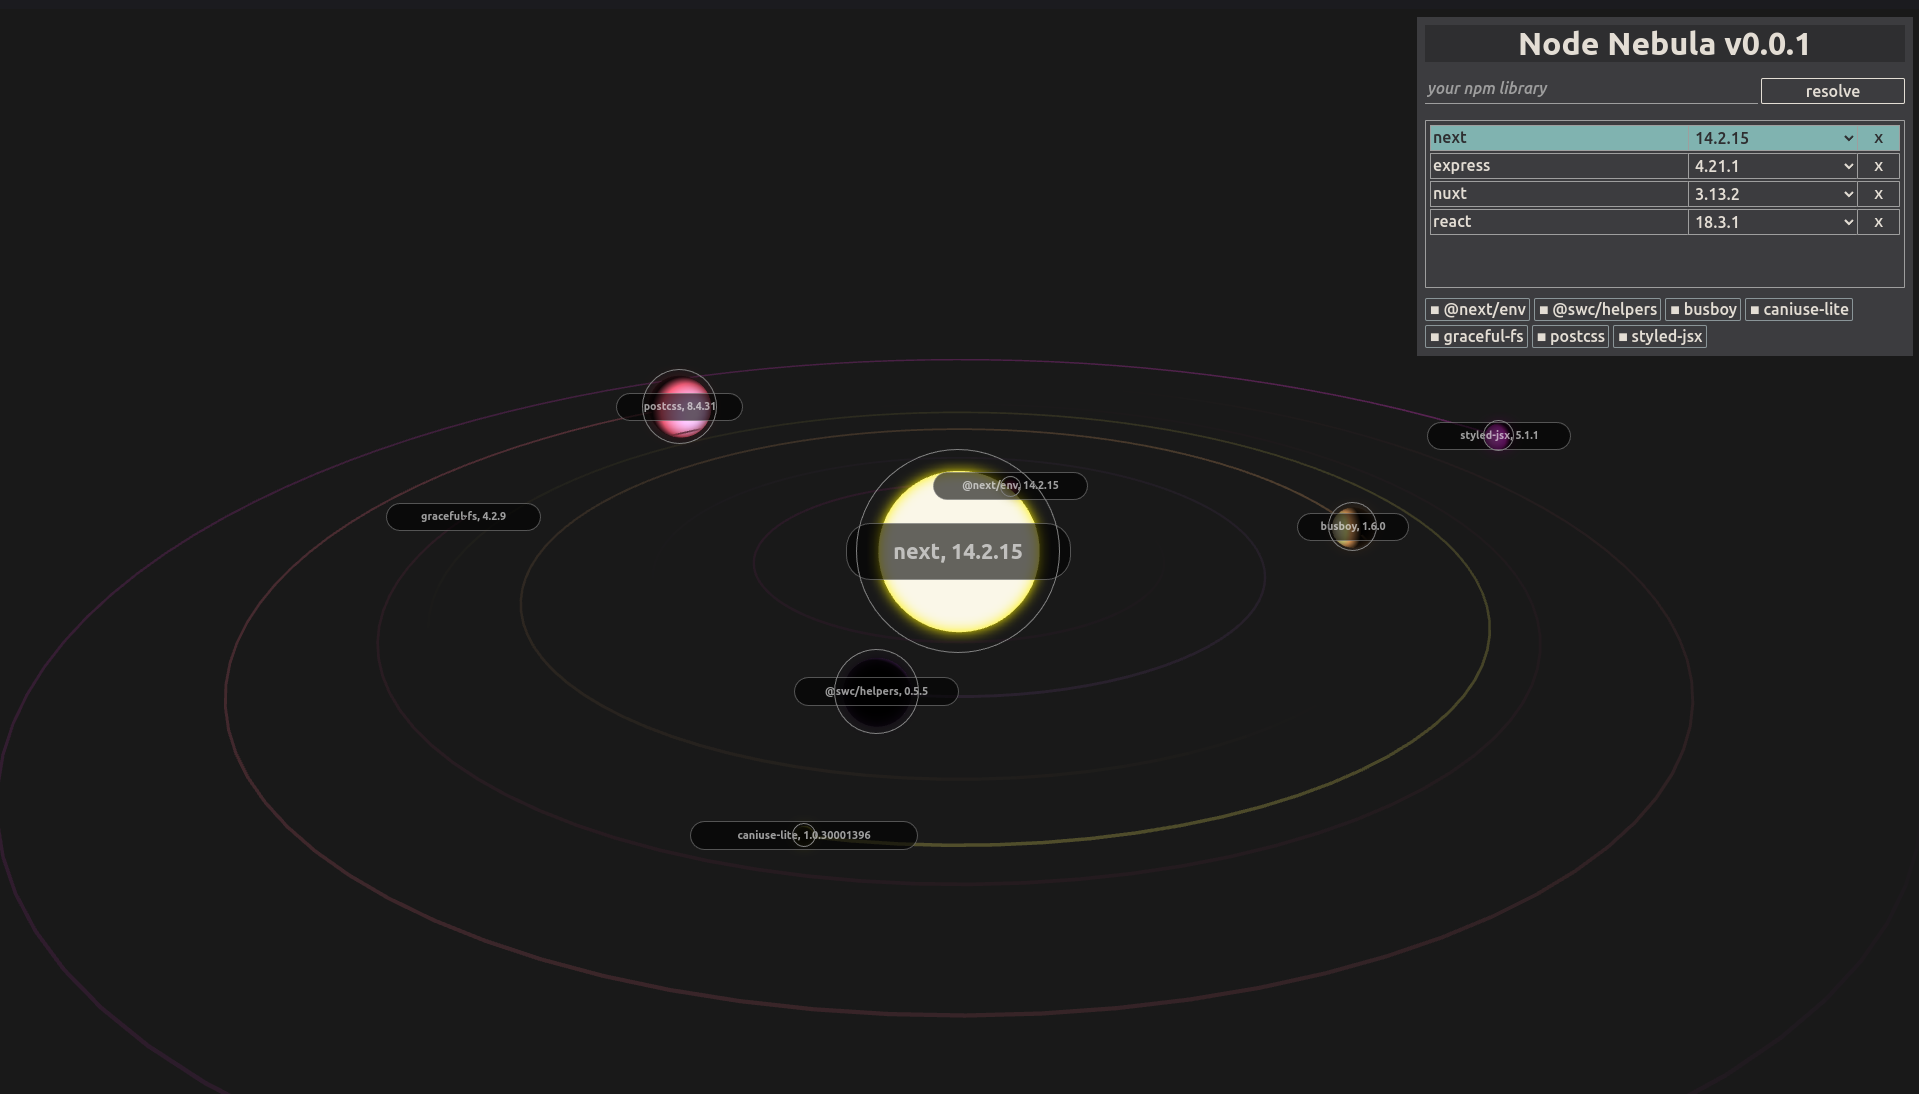 Node Nebula v0.0.1
your npm library resolve
next 14.2.15 x
express 4.21.1 x
nuxt 3.13.2 x
react 18.3.1 x
@next/env @swc/helpers busboy caniuse-lite
graceful-fs postcss styled-jsx
postcss, 8.4.31
styled-jsx, 5.1.1
@next/env, 14.2.15
graceful-fs, 4.2.9
busboy, 1.6.0
next, 14.2.15
@swc/helpers, 0.5.5
caniuse-lite, 1.0.30001396